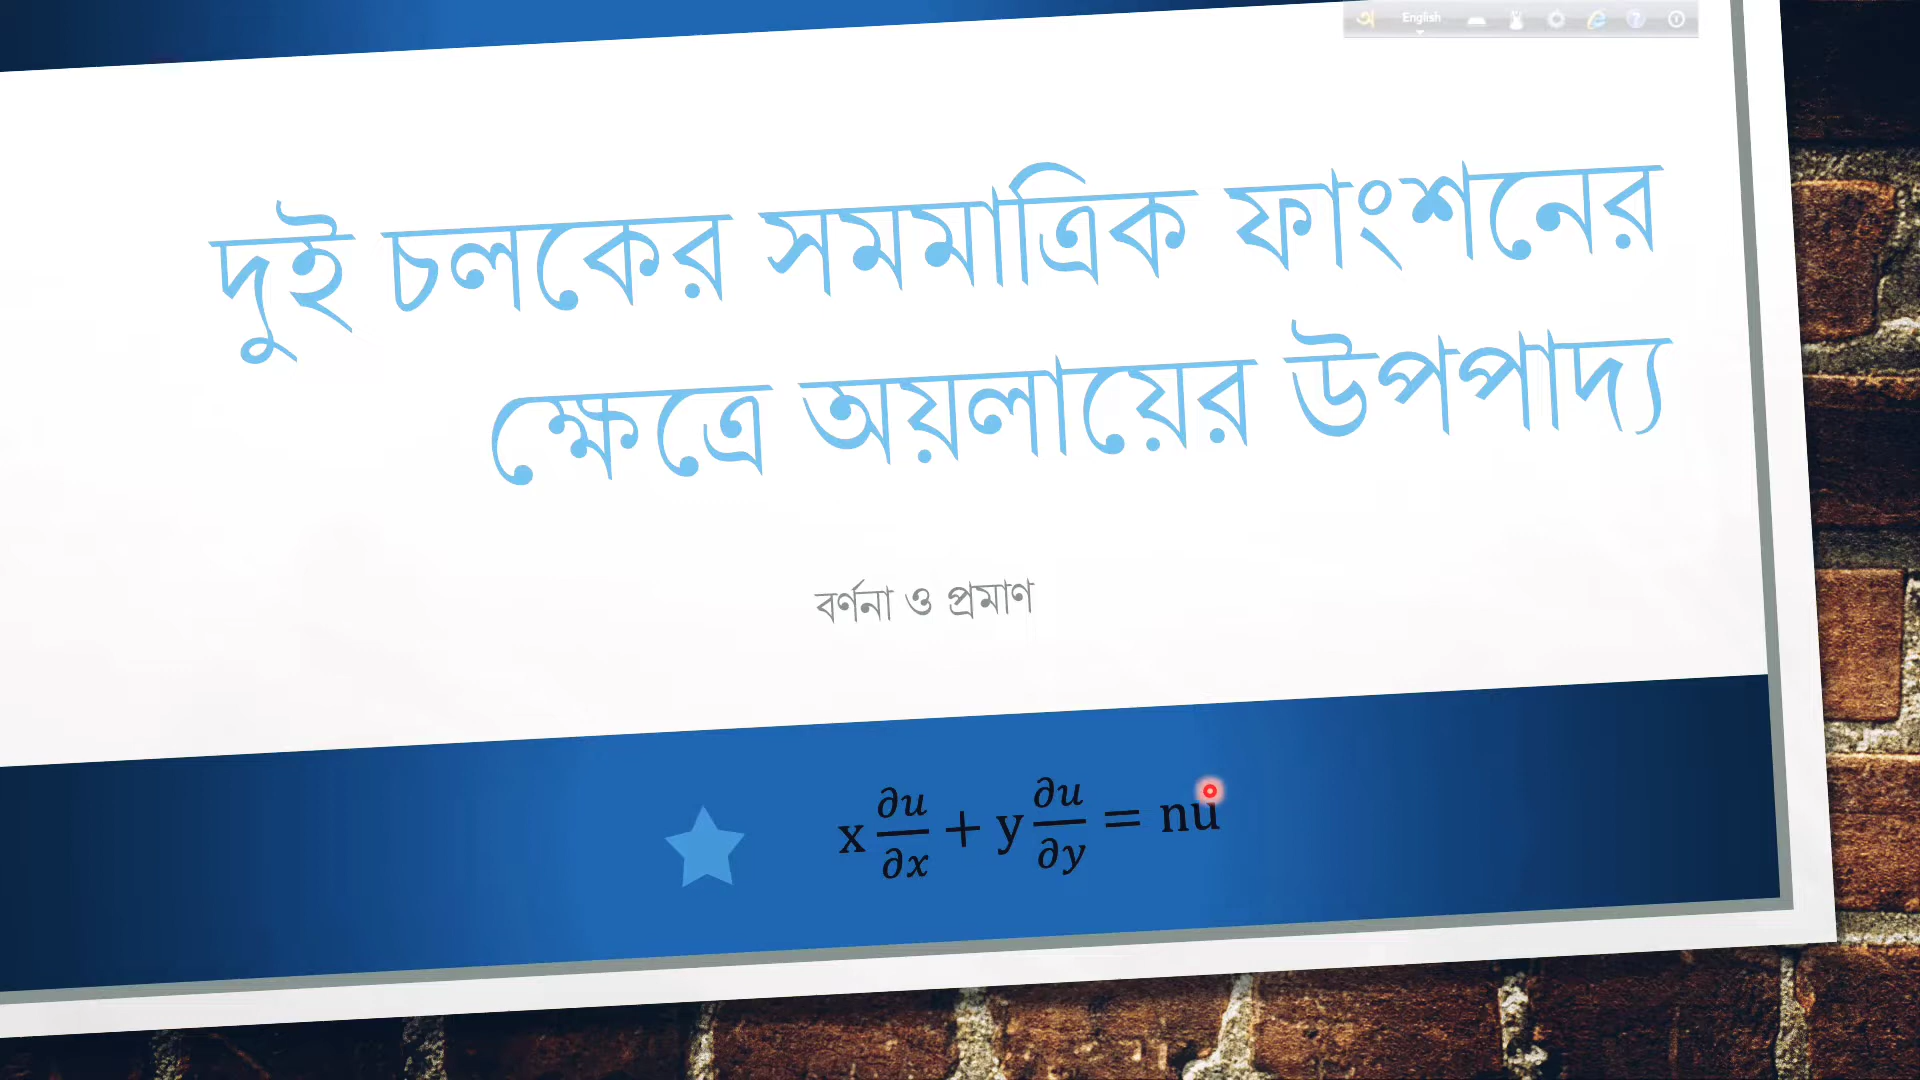 English
দুই চলকের সমমাত্রিক ফাংশনের
ক্ষেত্রে অয়লায়ের উপপাদ্য
বর্ণনা ও প্রমাণ
x ∂u/∂x + y ∂u/∂y = nu